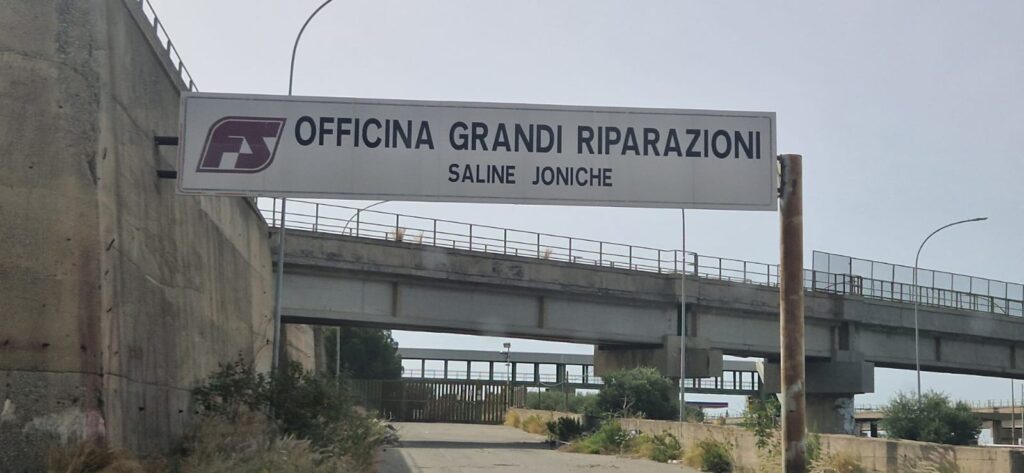 FS OFFICINA GRANDI RIPARAZIONI
SALINE JONICHE